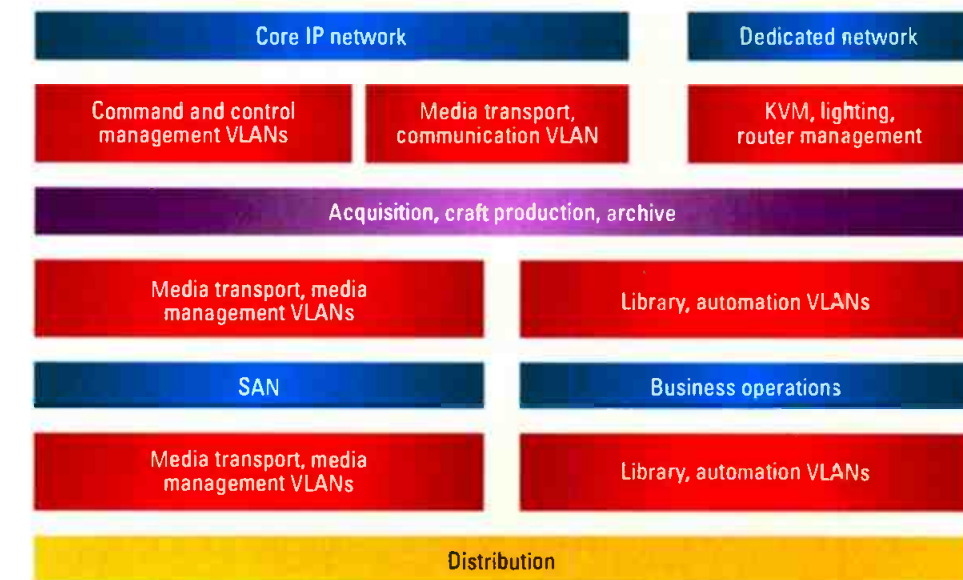 Core IP network
Dedicated network
Command and control
management VLANs
Media transport,
communication VLAN
KVM, lighting,
router management
Acquisition, craft production, archive
Media transport, media
management VLANs
Library, automation VLANs
SAN
Business operations
Media transport, media
management VLANs
Library, automation VLANs
Distribution